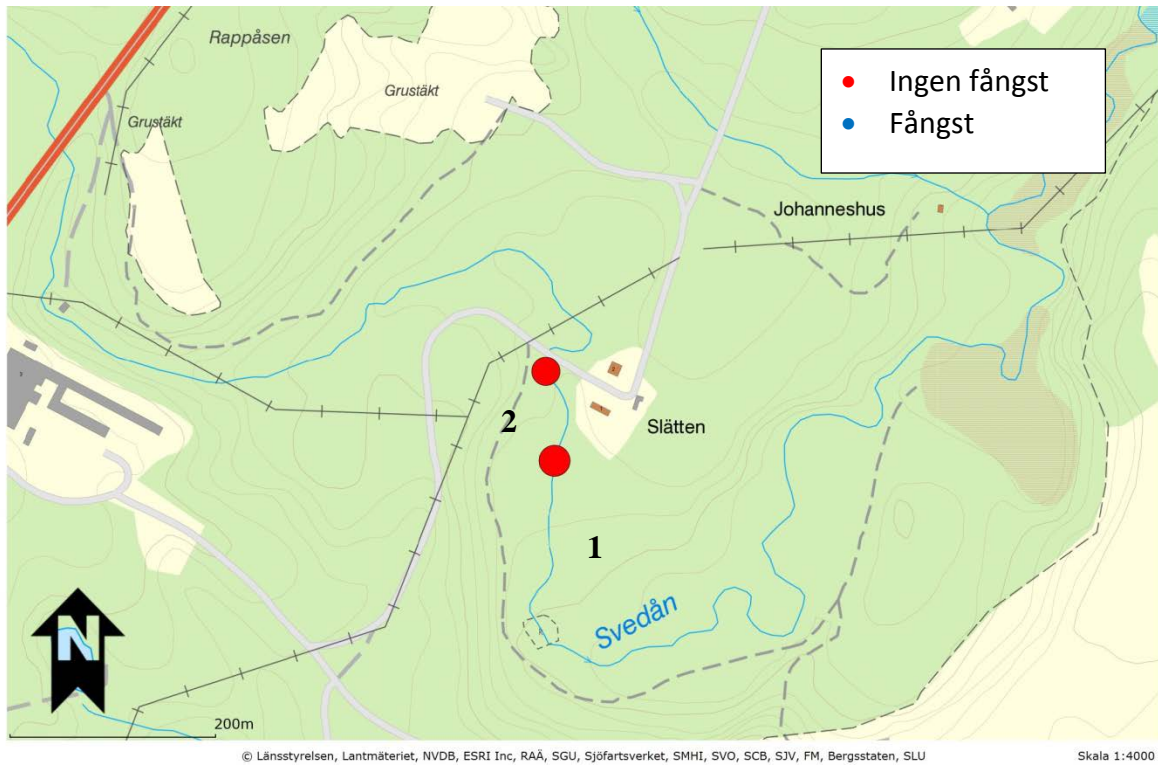 Rappåsen
Grustäkt
Grustäkt
Ingen fångst
Fångst
Johanneshus
2
Slätten
1
Svedån
N
200m
© Länsstyrelsen, Lantmäteriet, NVDB, ESRI Inc, RAÄ, SGU, Sjöfartsverket, SMHI, SVO, SCB, SJV, FM, Bergsstaten, SLU
Skala 1:4000